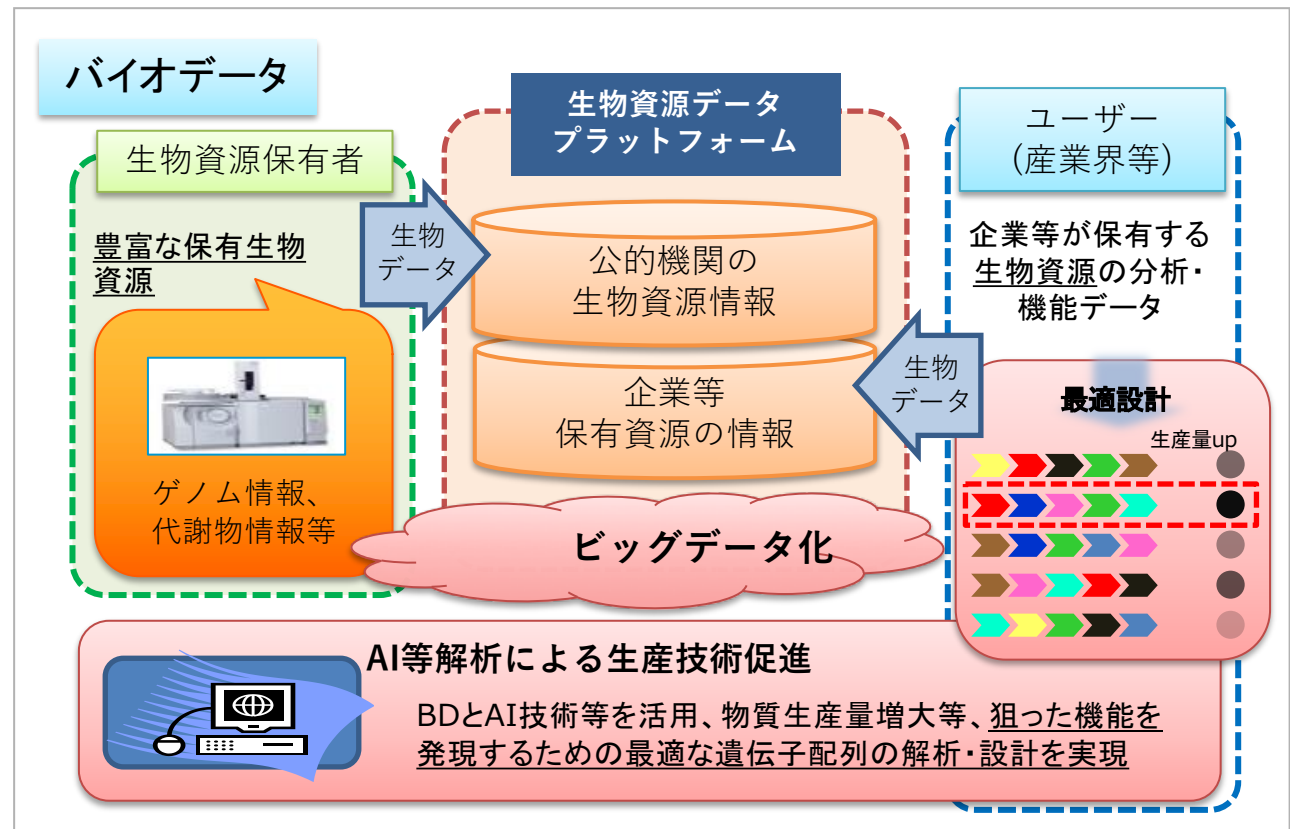 バイオデータ
生物資源保有者
豊富な保有生物
資源
ゲノム情報、
代謝物情報等
生物
データ
生物資源データ
プラットフォーム
公的機関の
生物資源情報
企業等
保有資源の情報
ビッグデータ化
生物
データ
ユーザー
(産業界等)
企業等が保有する
生物資源の分析・
機能データ
最適設計
生産量up
AI等解析による生産技術促進
BDとAI技術等を活用、物質生産量増大等、狙った機能を
発現するための最適な遺伝子配列の解析・設計を実現